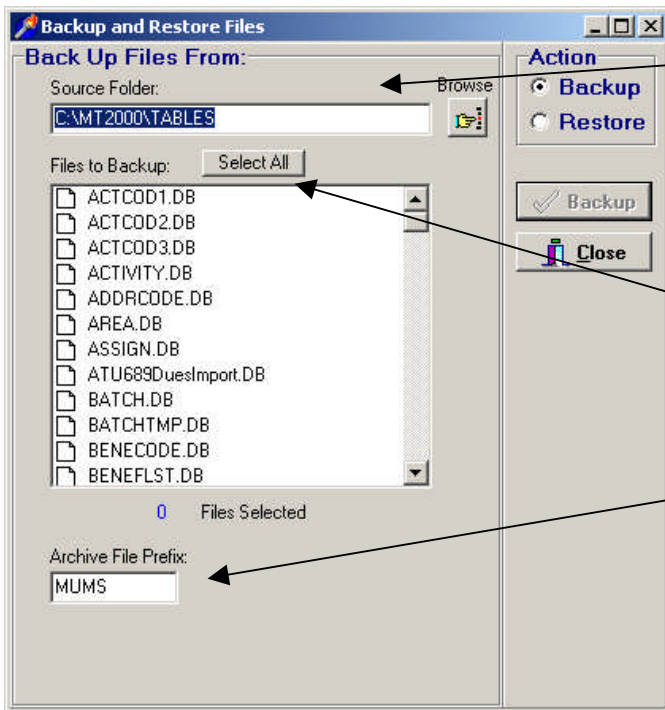 Backup and Restore Files
Back Up Files From:
Source Folder:
Browse
C:\MT2000\TABLES
Files to Backup:
Select All
ACTCOD1.DB
ACTCOD2.DB
ACTCOD3.DB
ACTIVITY.DB
ADDRCODE.DB
AREA.DB
ASSIGN.DB
ATU689DuesImport.DB
BATCH.DB
BATCHTMP.DB
BENECODE.DB
BENEFLST.DB
0 Files Selected
Archive File Prefix:
MUMS
Action
Backup
Restore
Backup
Close